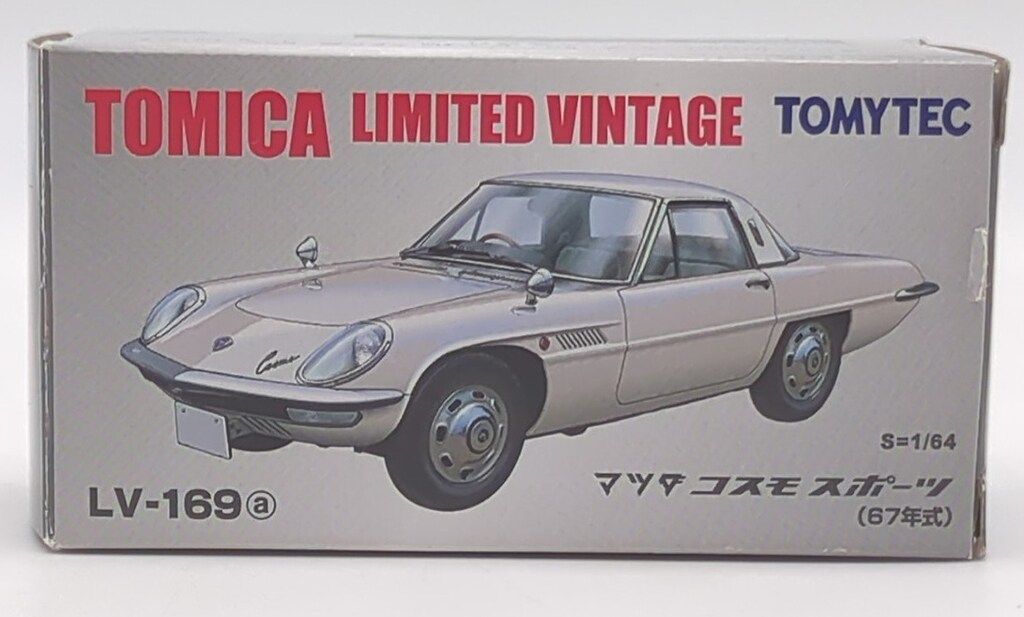 TOMICA LIMITED VINTAGE TOMYTEC
Cosmo
S=1/64
LV-169ⓐ マツダ コスモ スポーツ
(67年式)